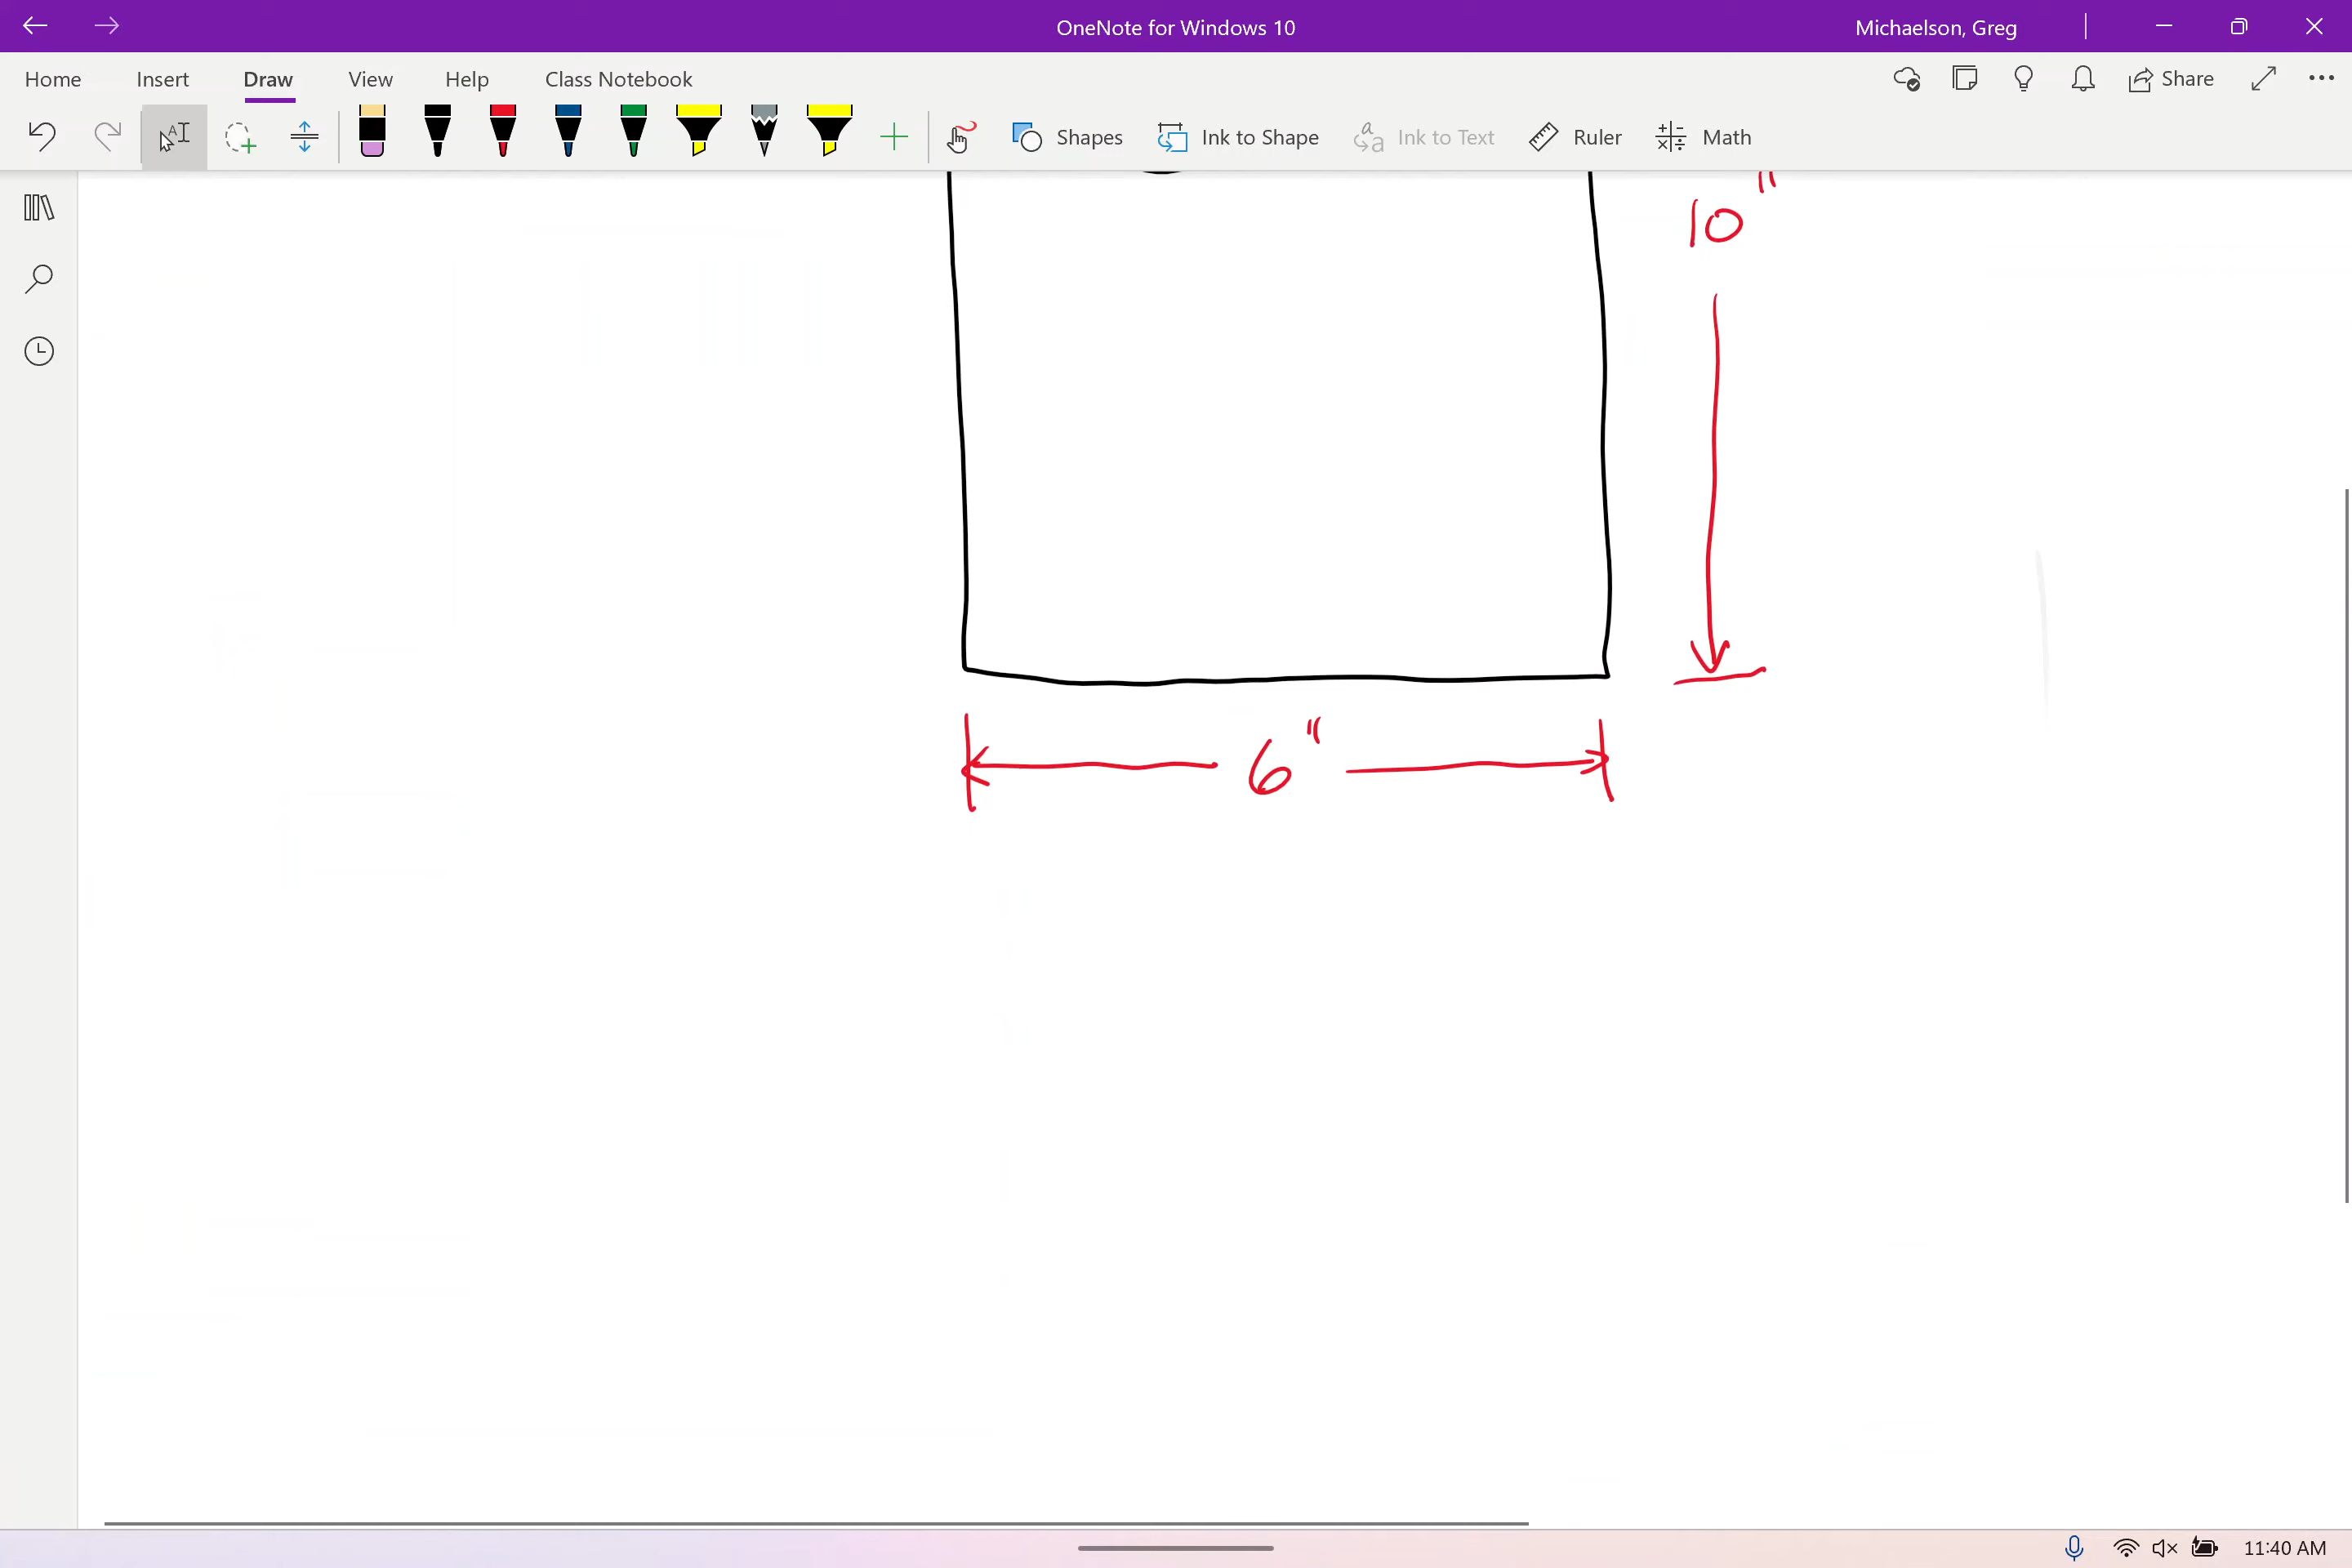 OneNote for Windows 10
Michaelson, Greg
Home Insert Draw View Help Class Notebook
Share
Shapes Ink to Shape Ink to Text Ruler Math
10"
6"
11:40 AM